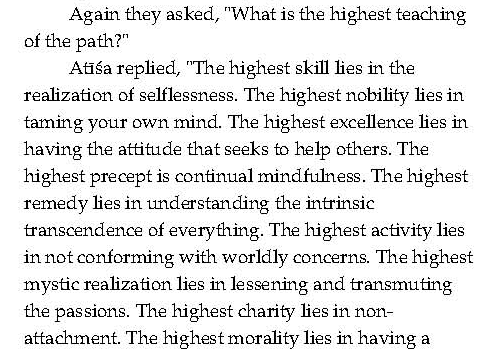 Again they asked, "What is the highest teaching
of the path?"
Atīśa replied, "The highest skill lies in the
realization of selflessness. The highest nobility lies in
taming your own mind. The highest excellence lies in
having the attitude that seeks to help others. The
highest precept is continual mindfulness. The highest
remedy lies in understanding the intrinsic
transcendence of everything. The highest activity lies
in not conforming with worldly concerns. The highest
mystic realization lies in lessening and transmuting
the passions. The highest charity lies in non-
attachment. The highest morality lies in having a